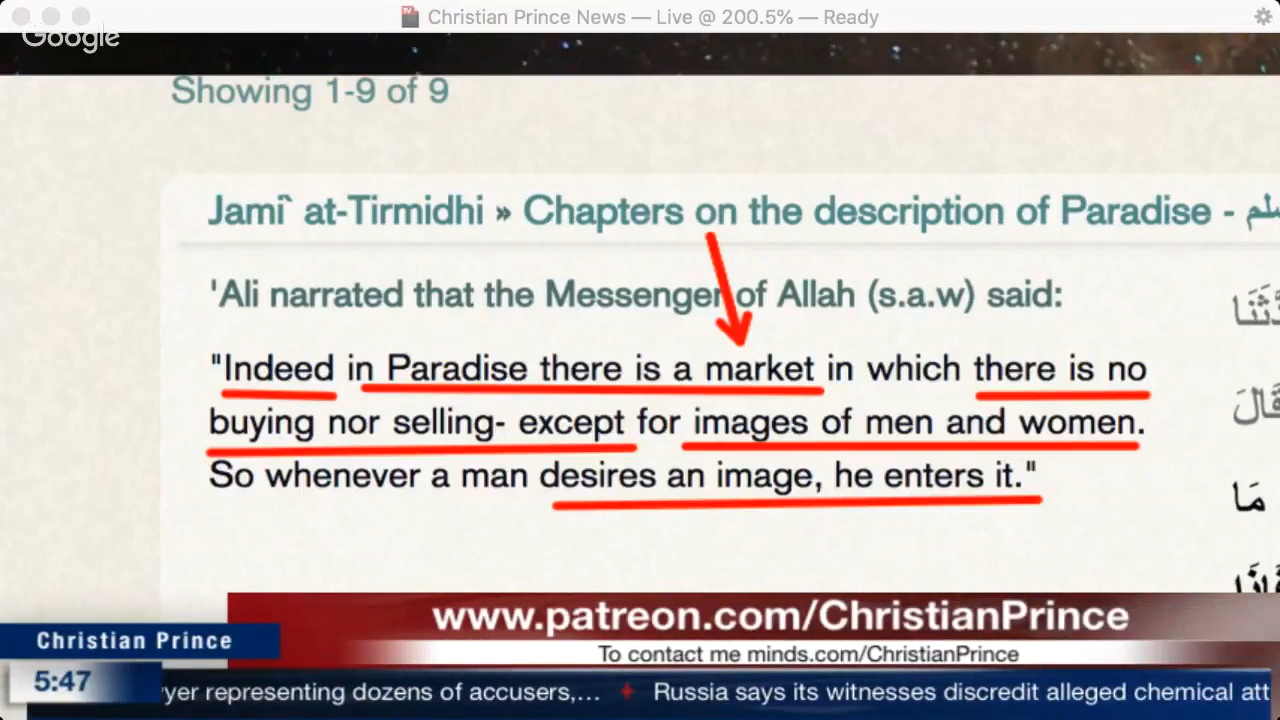 Christian Prince News — Live @ 200.5% — Ready
Google
Showing 1-9 of 9
Jami` at-Tirmidhi » Chapters on the description of Paradise -
'Ali narrated that the Messenger of Allah (s.a.w) said:
"Indeed in Paradise there is a market in which there is no
buying nor selling- except for images of men and women.
So whenever a man desires an image, he enters it."
قَالَ
مَا
www.patreon.com/ChristianPrince
Christian Prince
To contact me minds.com/ChristianPrince
5:47
yer representing dozens of accusers,... Russia says its witnesses discredit alleged chemical att